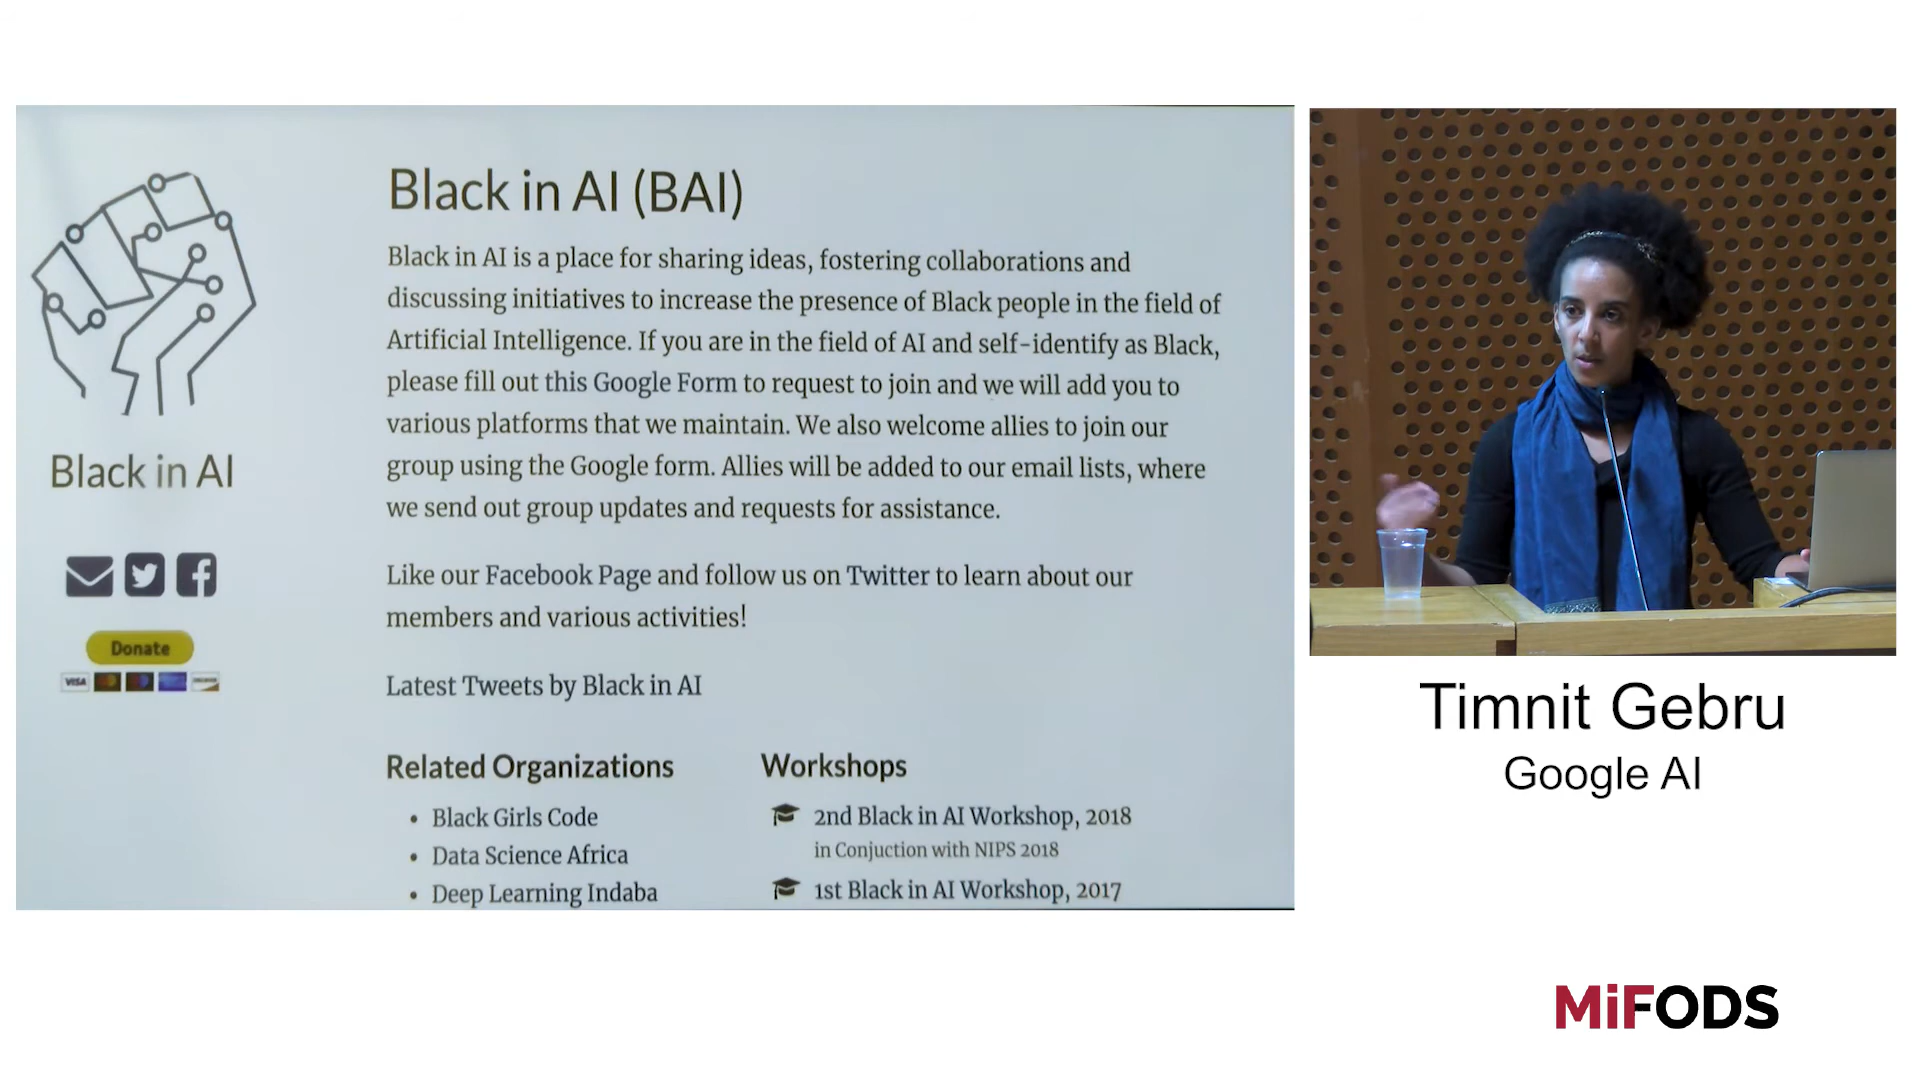 Black in AI (BAI)
Black in AI is a place for sharing ideas, fostering collaborations and
discussing initiatives to increase the presence of Black people in the field of
Artificial Intelligence. If you are in the field of AI and self-identify as Black,
please fill out this Google Form to request to join and we will add you to
various platforms that we maintain. We also welcome allies to join our
group using the Google form. Allies will be added to our email lists, where
we send out group updates and requests for assistance.
Like our Facebook Page and follow us on Twitter to learn about our
members and various activities!
Latest Tweets by Black in AI
Related Organizations
• Black Girls Code
• Data Science Africa
• Deep Learning Indaba
Workshops
2nd Black in AI Workshop, 2018
in Conjuction with NIPS 2018
1st Black in AI Workshop, 2017
Black in AI
Donate
VISA
DISCOVER
Timnit Gebru
Google AI
MiFODS